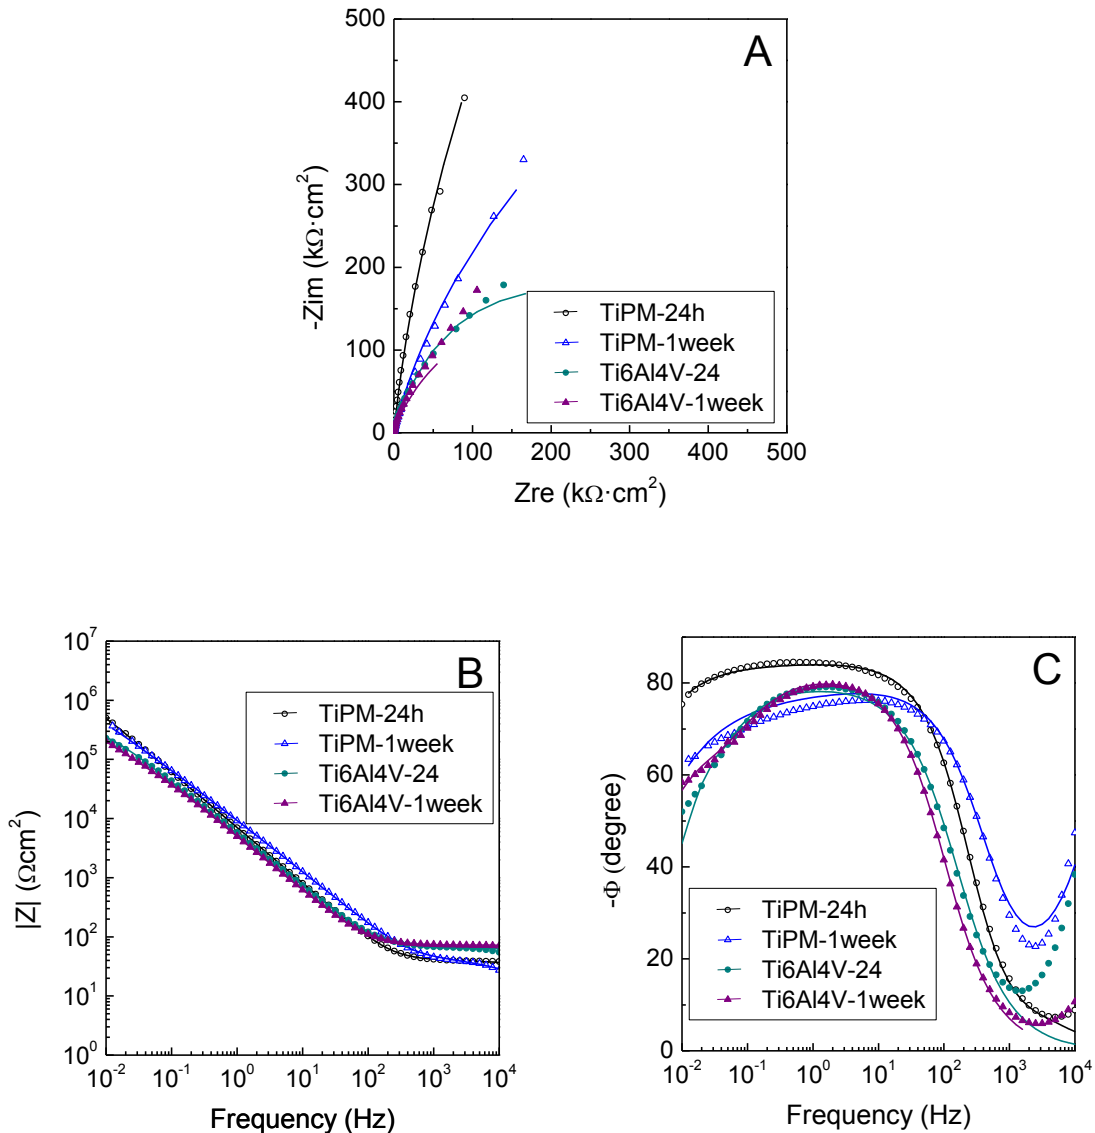 A
500
400
300
200
100
0
-Zim (kΩ·cm²)
TiPM-24h
TiPM-1week
Ti6Al4V-24
Ti6Al4V-1week
0 100 200 300 400 500
Zre (kΩ·cm²)
B
10⁷
10⁶
10⁵
10⁴
10³
10²
10¹
10⁰
|Z| (Ωcm²)
TiPM-24h
TiPM-1week
Ti6Al4V-24
Ti6Al4V-1week
10⁻² 10⁻¹ 10⁰ 10¹ 10² 10³ 10⁴
Frequency (Hz)
C
80
60
40
20
0
-Φ (degree)
TiPM-24h
TiPM-1week
Ti6Al4V-24
Ti6Al4V-1week
10⁻² 10⁻¹ 10⁰ 10¹ 10² 10³ 10⁴
Frequency (Hz)